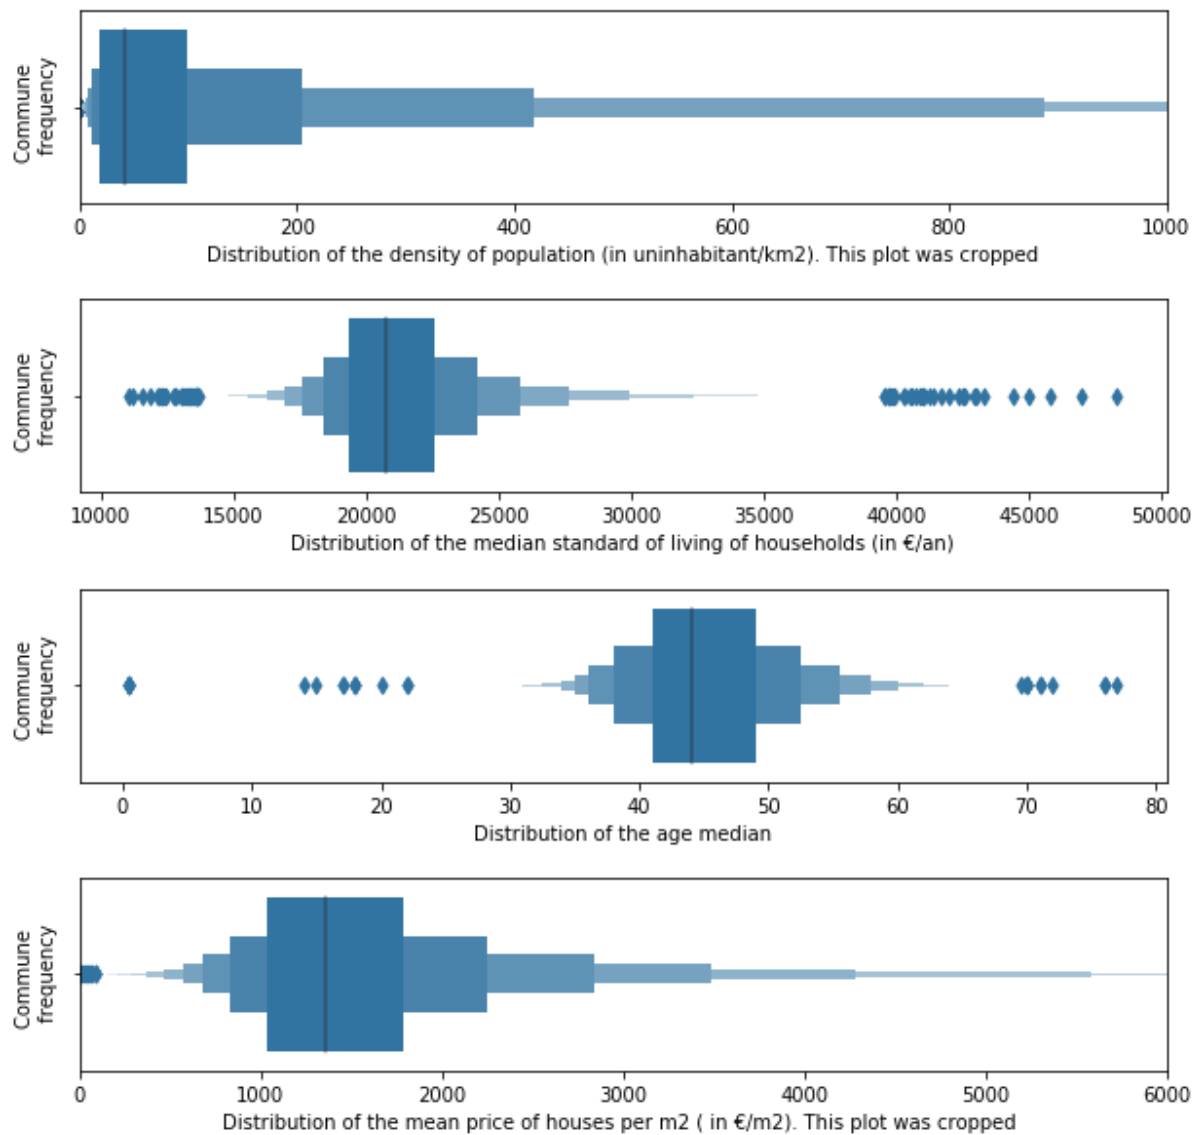 Commune
frequency
0 200 400 600 800 1000
Distribution of the density of population (in uninhabitant/km2). This plot was cropped
Commune
frequency
10000 15000 20000 25000 30000 35000 40000 45000 50000
Distribution of the median standard of living of households (in €/an)
Commune
frequency
0 10 20 30 40 50 60 70 80
Distribution of the age median
Commune
frequency
0 1000 2000 3000 4000 5000 6000
Distribution of the mean price of houses per m2 ( in €/m2). This plot was cropped